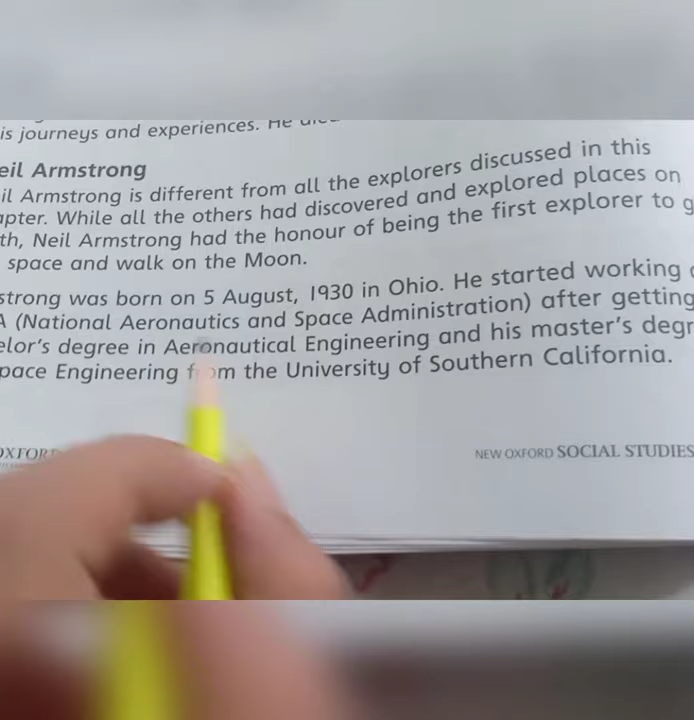 is journeys and experiences. He
eil Armstrong
il Armstrong is different from all the explorers discussed in this
apter. While all the others had discovered and explored places on
th, Neil Armstrong had the honour of being the first explorer to g
space and walk on the Moon.
strong was born on 5 August, 1930 in Ohio. He started working
A (National Aeronautics and Space Administration) after getting
elor's degree in Aeronautical Engineering and his master's degr
pace Engineering from the University of Southern California.
OXFORD
NEW OXFORD SOCIAL STUDIES